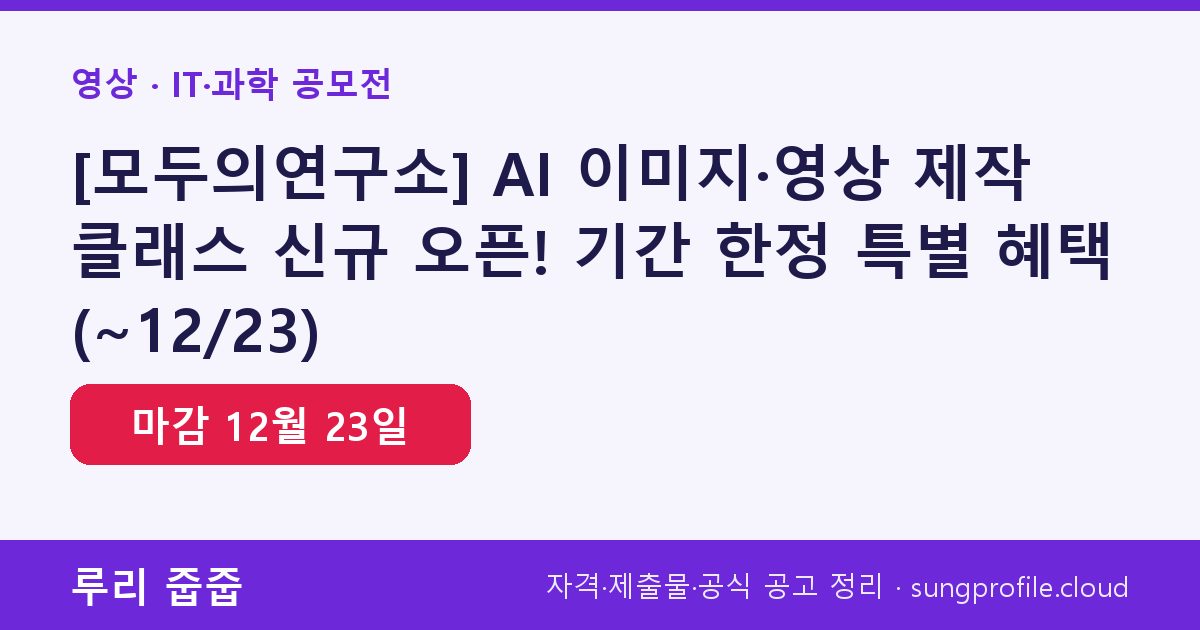 영상 · IT·과학 공모전
[모두의연구소] AI 이미지·영상 제작
클래스 신규 오픈! 기간 한정 특별 혜택
(~12/23)
마감 12월 23일
루리 줍줍
자격·제출물·공식 공고 정리 · sungprofile.cloud